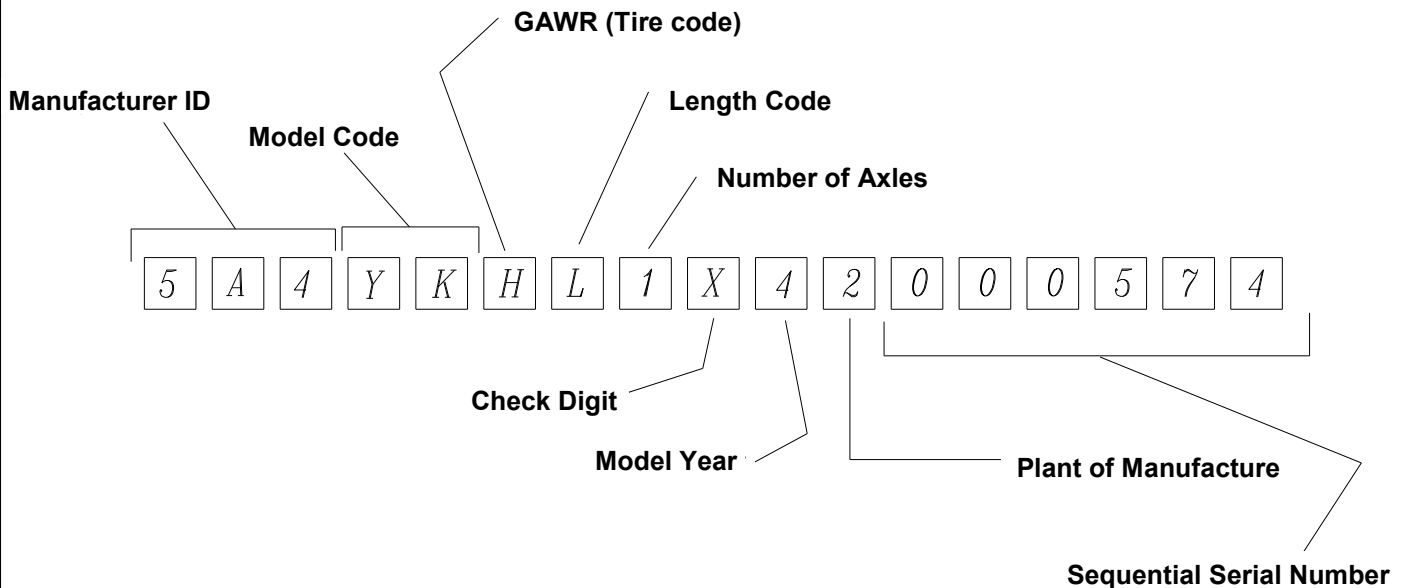 GAWR (Tire code)
Manufacturer ID
Length Code
Model Code
Number of Axles
5 A 4 Y K H L 1 X 4 2 0 0 0 5 7 4
Check Digit
Model Year
Plant of Manufacture
Sequential Serial Number